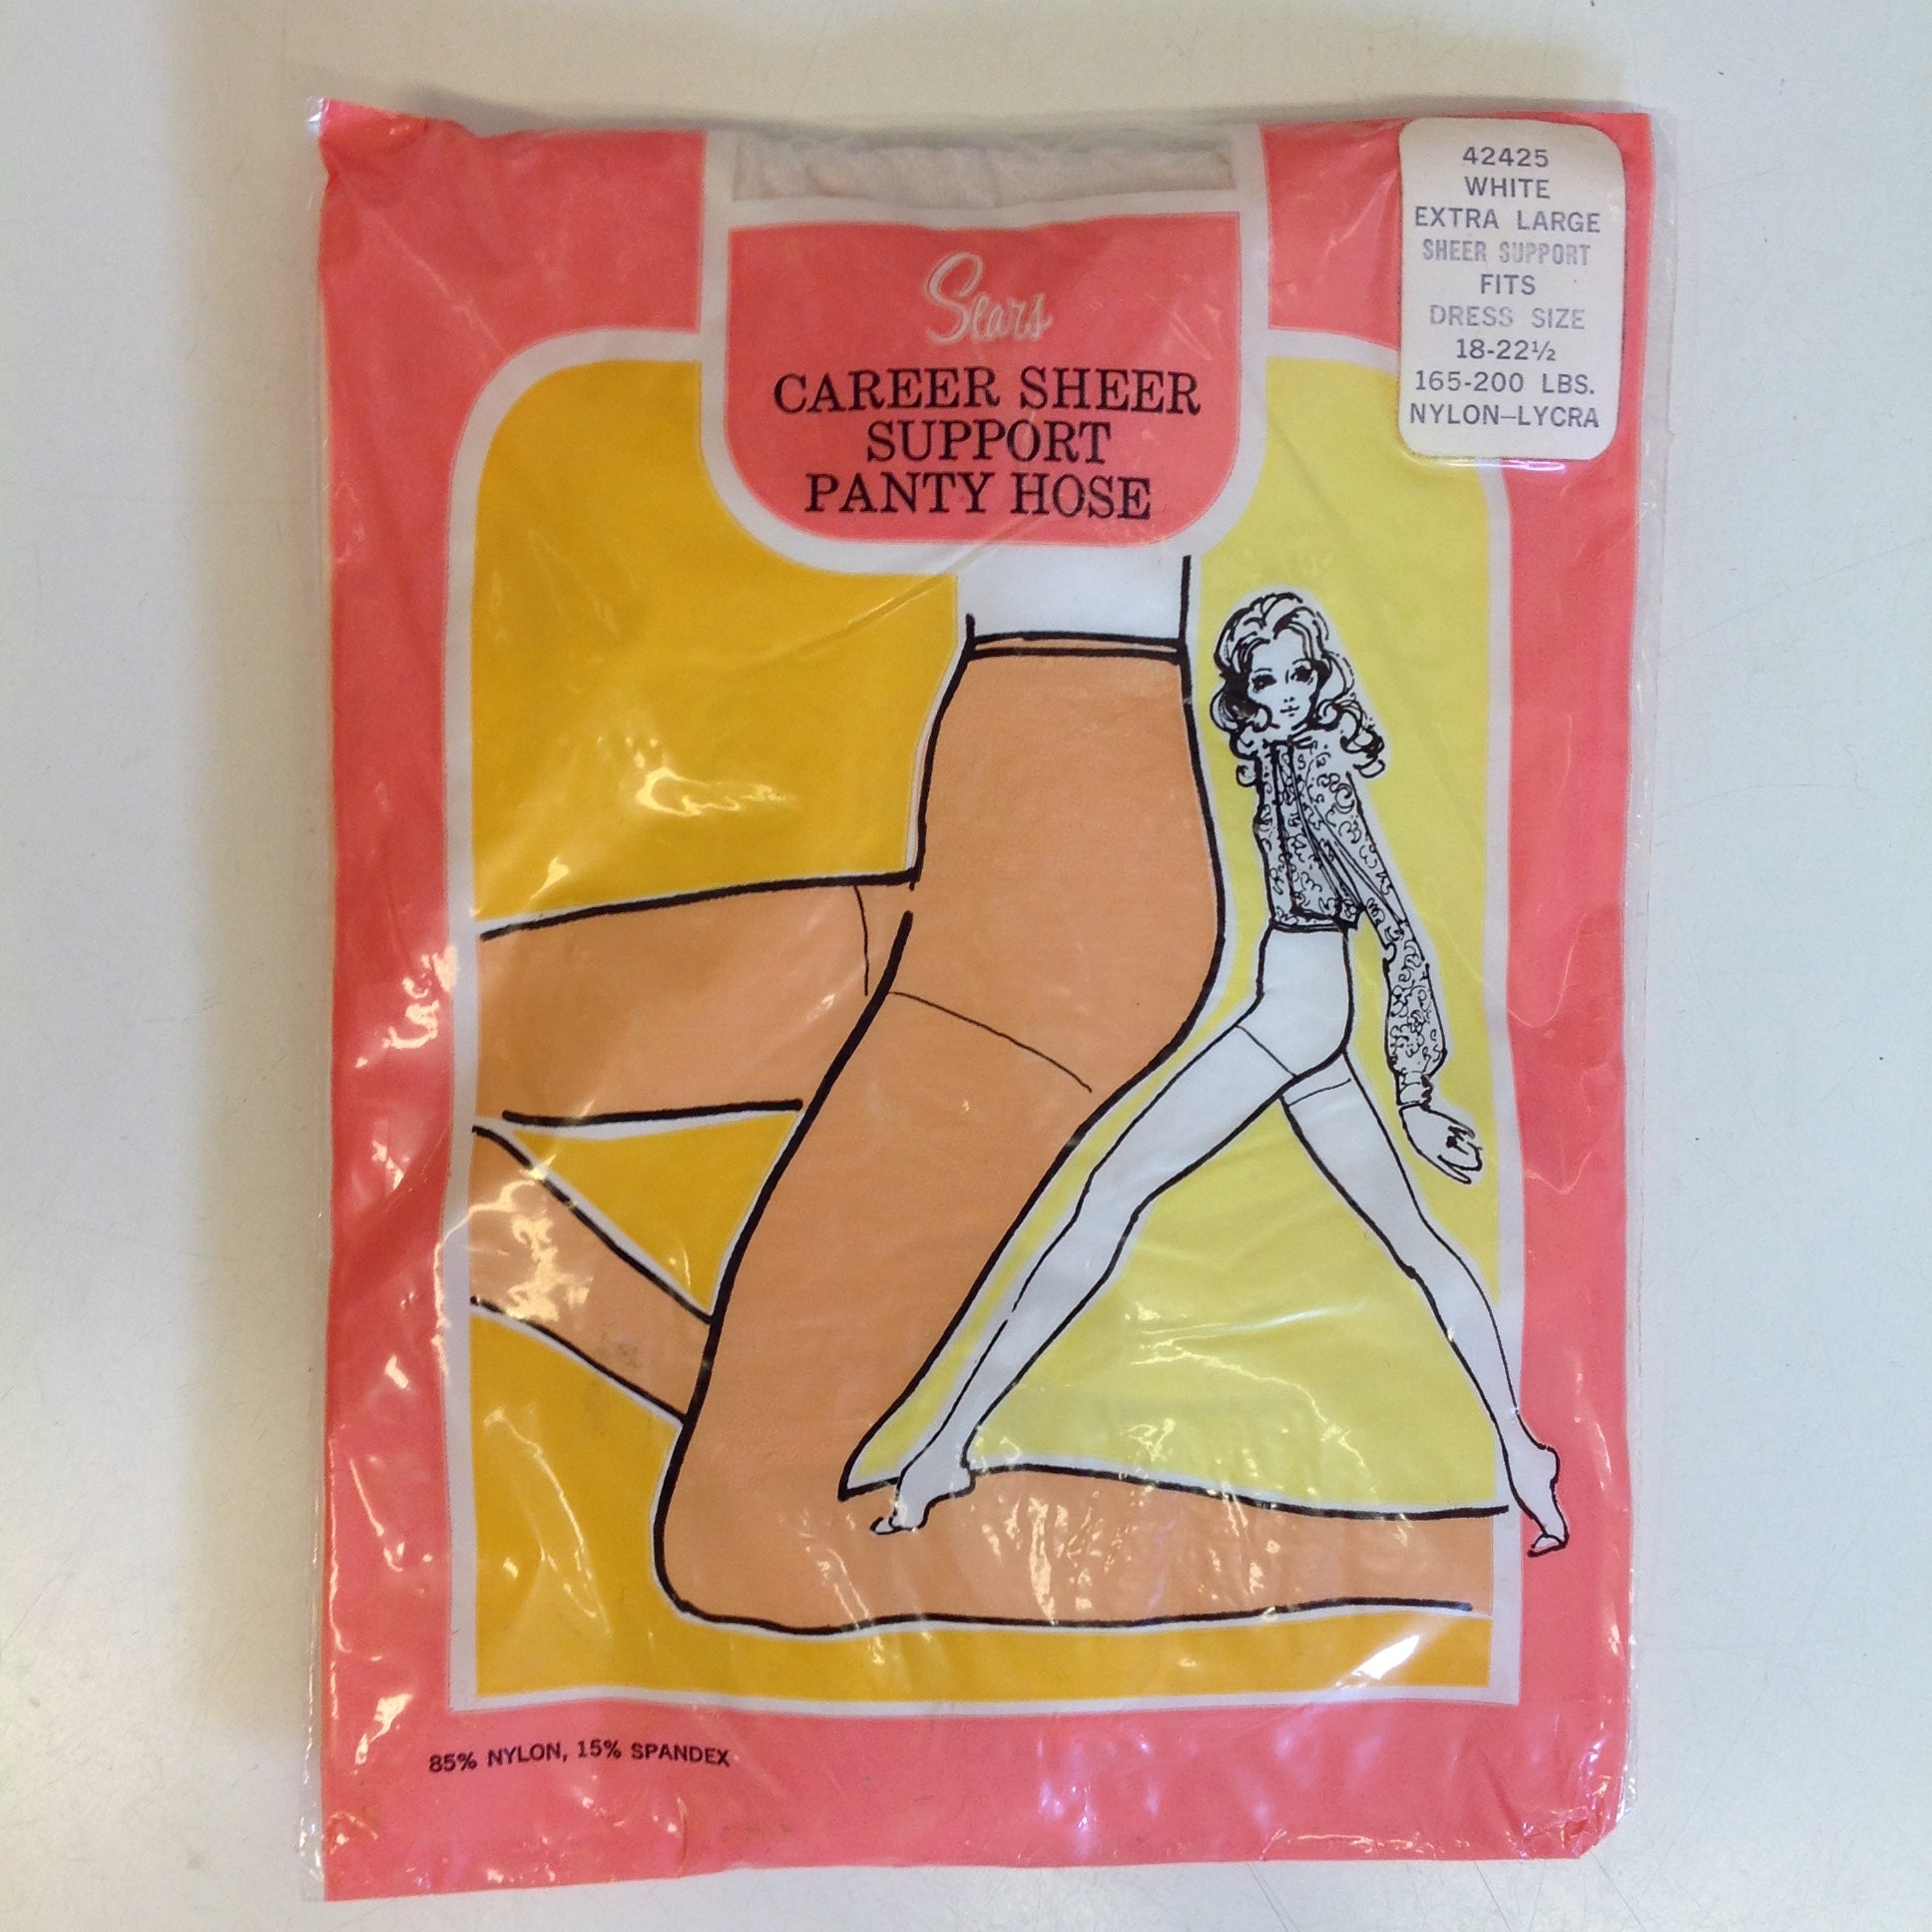 42425
WHITE
EXTRA LARGE
SHEER SUPPORT
FITS
DRESS SIZE
18-22½
165-200 LBS.
NYLON–LYCRA
Sears
CAREER SHEER
SUPPORT
PANTY HOSE
85% NYLON, 15% SPANDEX